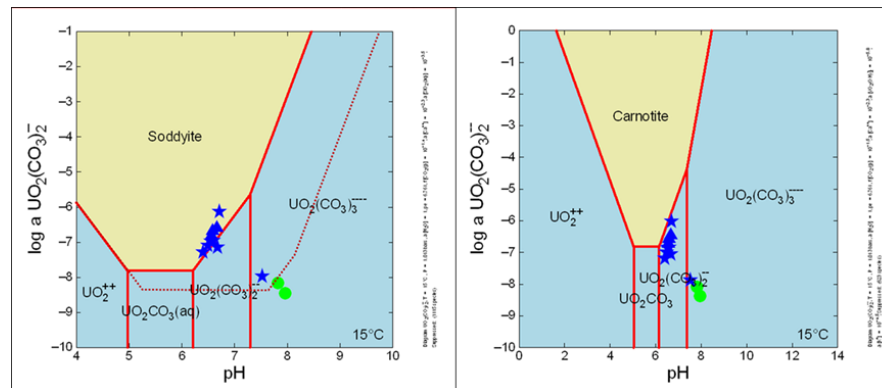 log a UO₂(CO₃)₂⁻⁻
−1
−2
−3
−4
−5
−6
−7
−8
−9
−10
Soddyite
UO₂(CO₃)₃⁻⁻⁻⁻
UO₂⁺⁺
UO₂(CO₃)₂⁻⁻
UO₂CO₃(aq)
15°C
4
5
6
7
8
9
10
pH
log a UO₂(CO₃)₂⁻⁻
0
−1
−2
−3
−4
−5
−6
−7
−8
−9
−10
Carnotite
UO₂⁺⁺
UO₂(CO₃)₃⁻⁻⁻⁻
UO₂(CO₃)₂⁻⁻
UO₂CO₃
15°C
0
2
4
6
8
10
12
14
pH